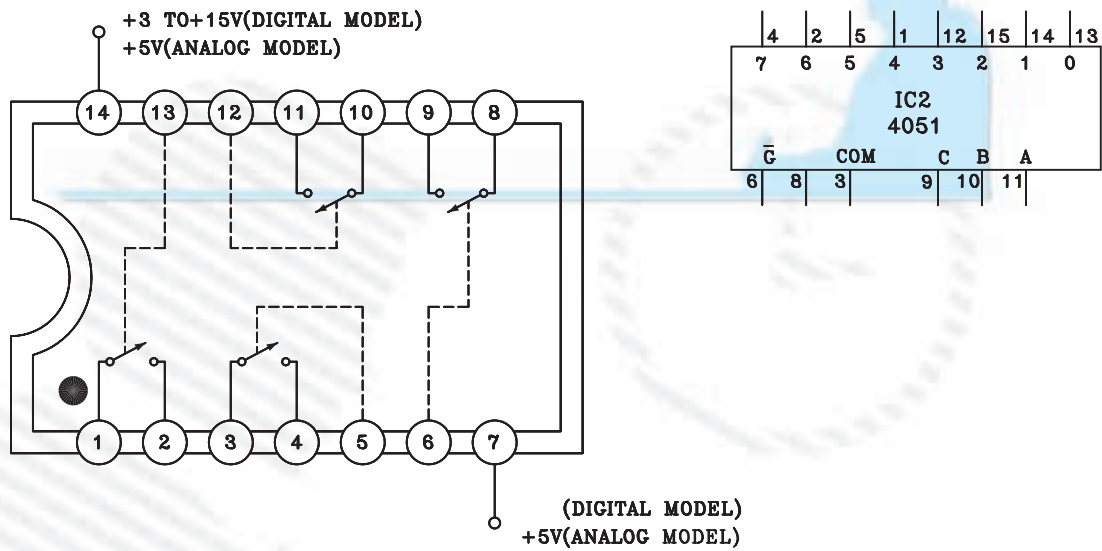 +3 TO+15V(DIGITAL MODEL)
+5V(ANALOG MODEL)
14 13 12 11 10 9 8
1 2 3 4 5 6 7
(DIGITAL MODEL)
+5V(ANALOG MODEL)
4 2 5 1 12 15 14 13
7 6 5 4 3 2 1 0
IC2
4051
G̅ COM C B A
6 8 3 9 10 11